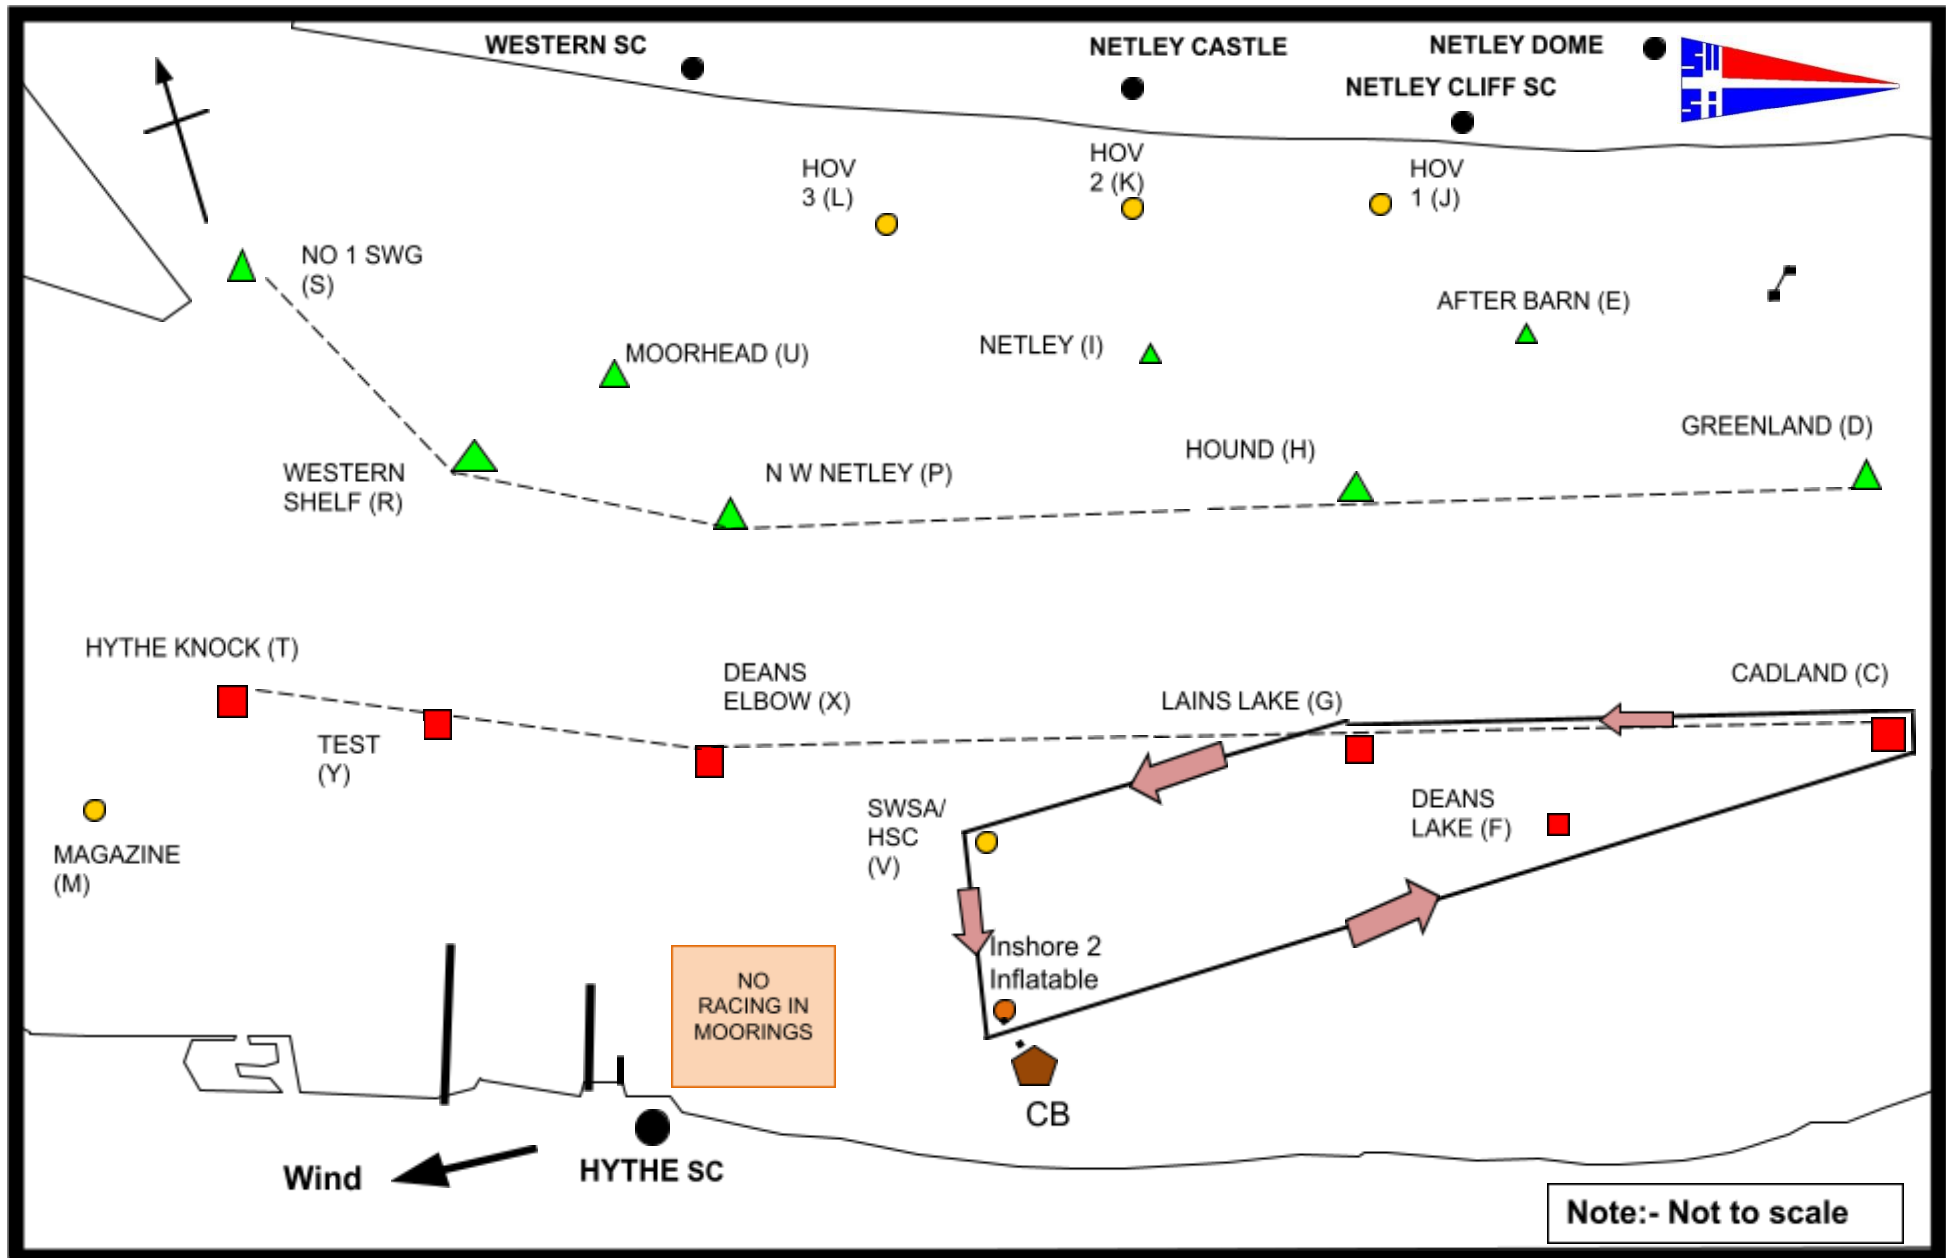 WESTERN SC
NETLEY CASTLE
NETLEY DOME
NETLEY CLIFF SC
HOV
3 (L)
HOV
2 (K)
HOV
1 (J)
NO 1 SWG
(S)
AFTER BARN (E)
MOORHEAD (U)
NETLEY (I)
GREENLAND (D)
HOUND (H)
WESTERN
SHELF (R)
N W NETLEY (P)
HYTHE KNOCK (T)
DEANS
ELBOW (X)
LAINS LAKE (G)
CADLAND (C)
TEST
(Y)
SWSA/
HSC
(V)
DEANS
LAKE (F)
MAGAZINE
(M)
Inshore 2
Inflatable
NO
RACING IN
MOORINGS
CB
Wind
HYTHE SC
Note:- Not to scale